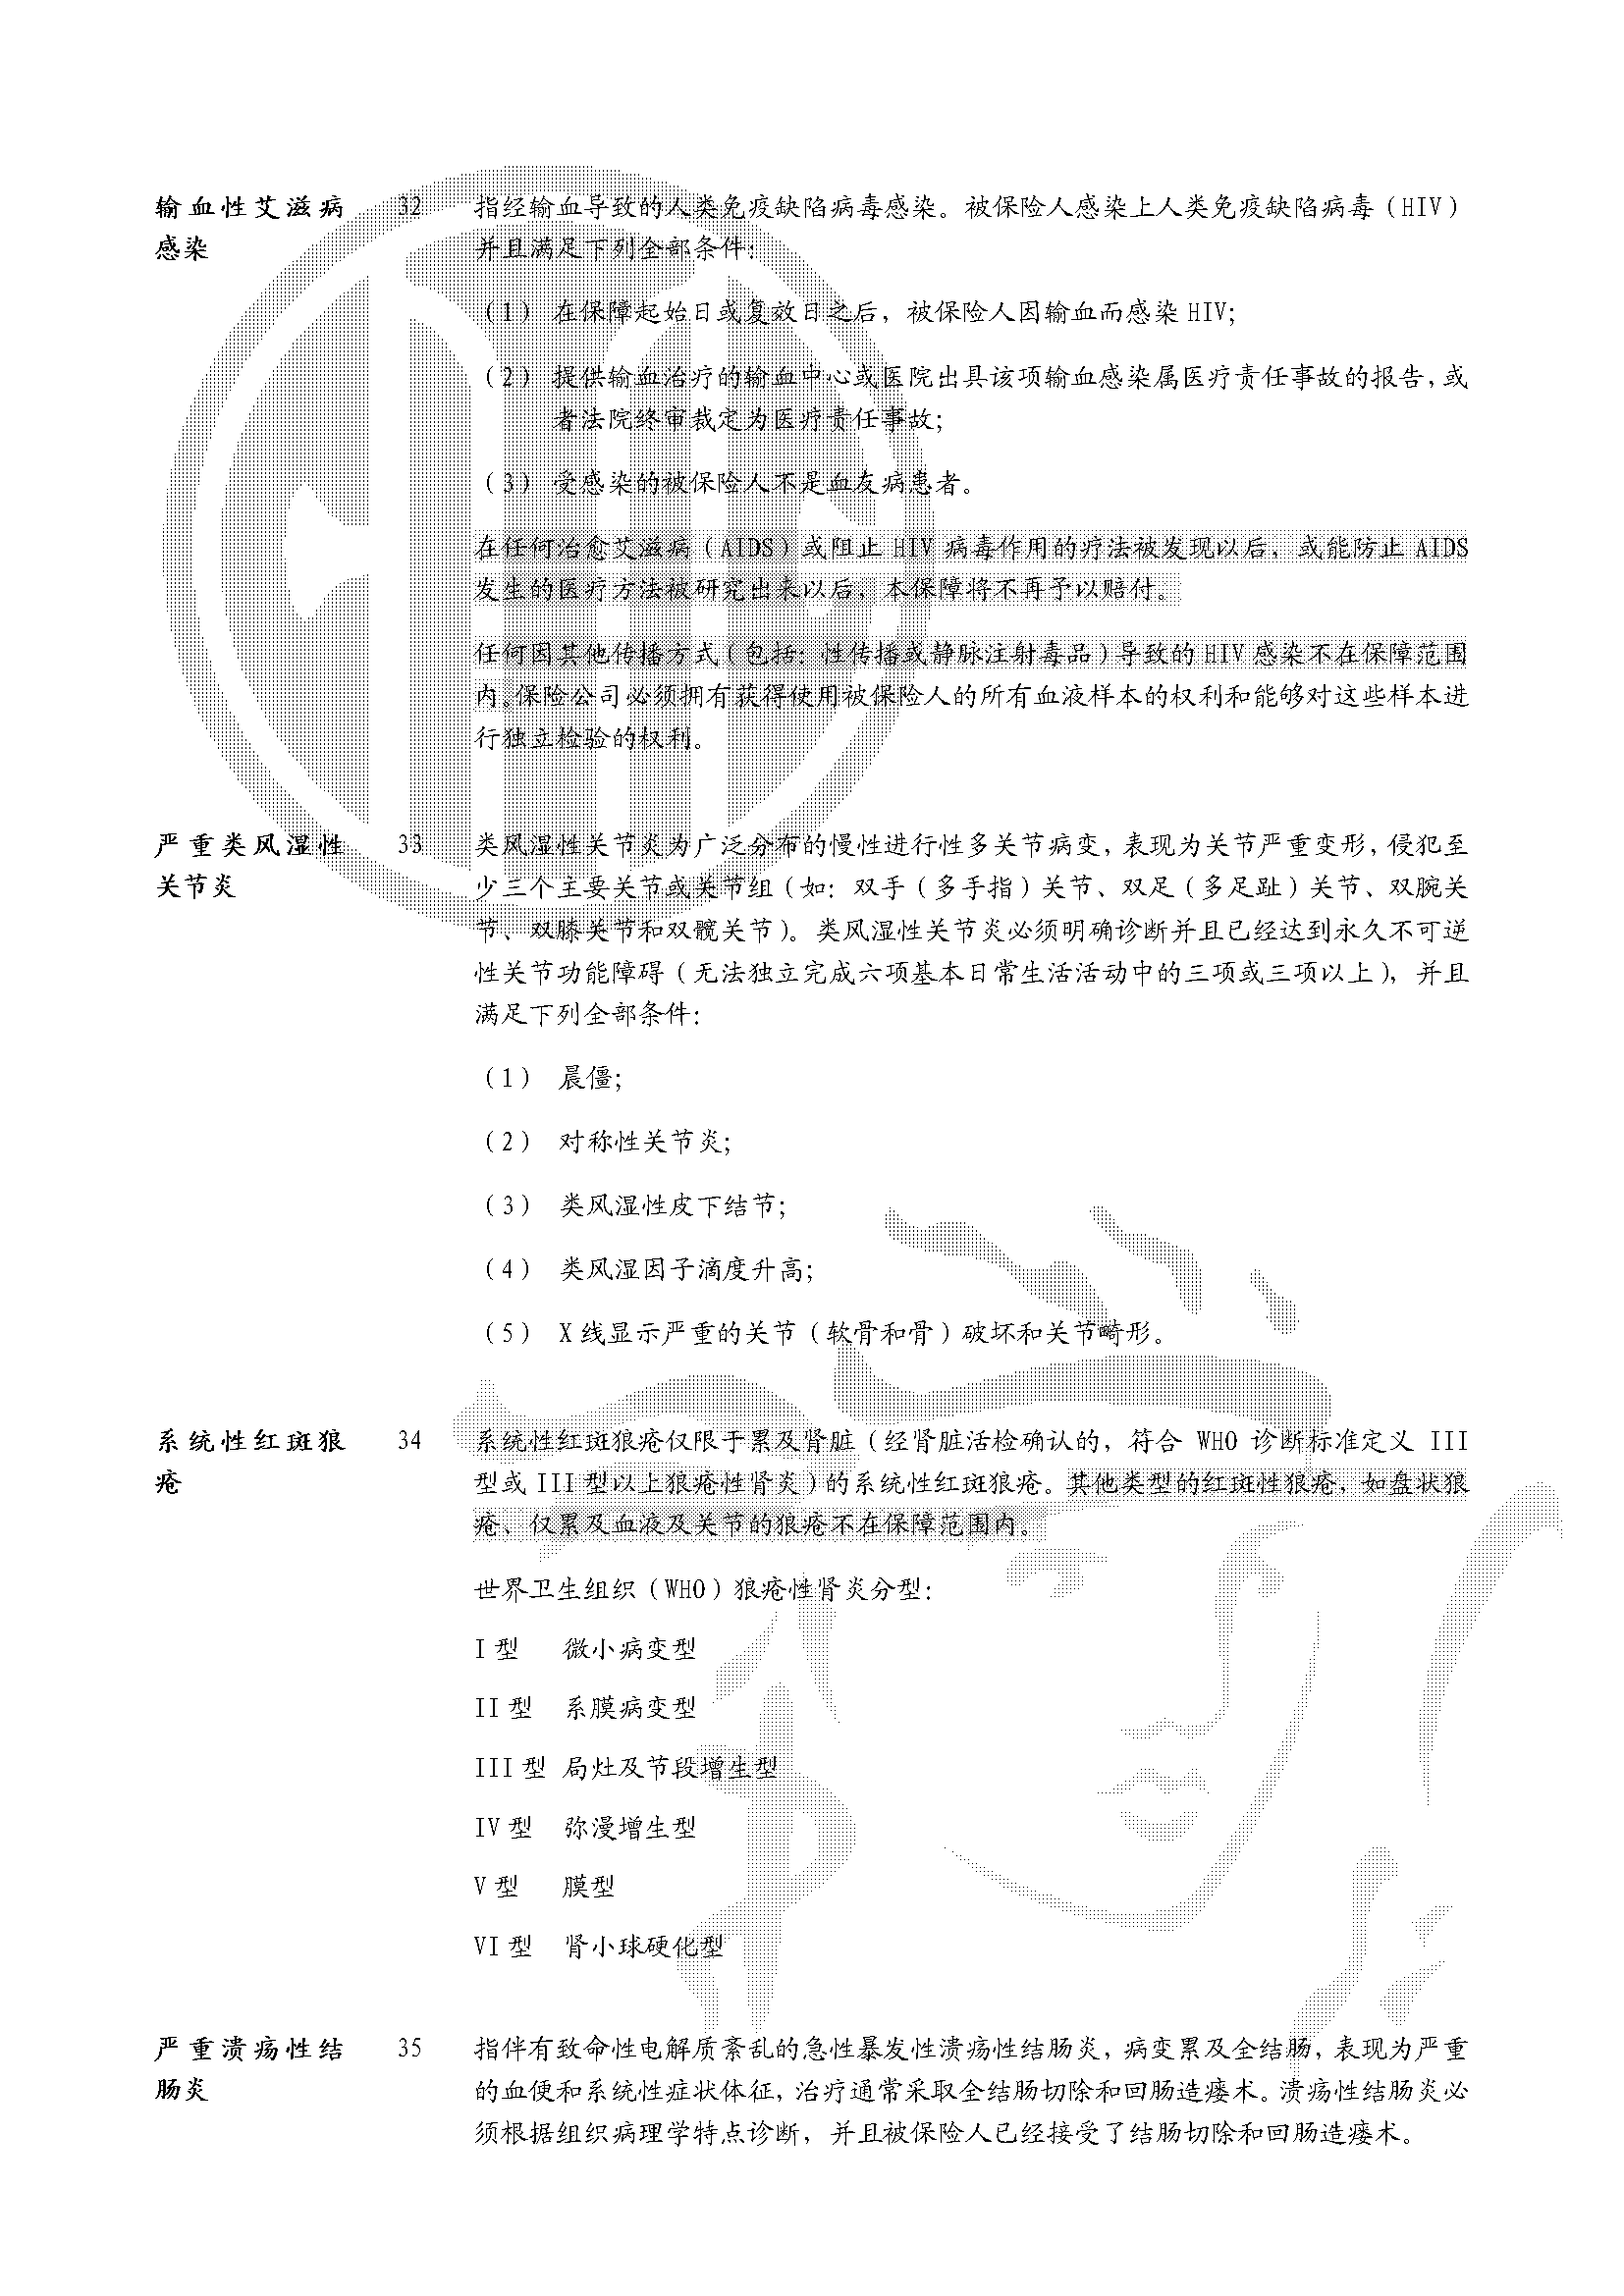 输血性艾滋病 32 指经输血导致的人类免疫缺陷病毒感染。被保险人感染上人类免疫缺陷病毒（HIV）
感染 并且满足下列全部条件：
（1） 在保障起始日或复效日之后，被保险人因输血而感染 HIV；
（2） 提供输血治疗的输血中心或医院出具该项输血感染属医疗责任事故的报告，或
者法院终审裁定为医疗责任事故；
（3） 受感染的被保险人不是血友病患者。
在任何治愈艾滋病（AIDS）或阻止 HIV 病毒作用的疗法被发现以后，或能防止 AIDS
发生的医疗方法被研究出来以后，本保障将不再予以赔付。
任何因其他传播方式（包括：性传播或静脉注射毒品）导致的 HIV 感染不在保障范围
内。保险公司必须拥有获得使用被保险人的所有血液样本的权利和能够对这些样本进
行独立检验的权利。
严重类风湿性 33 类风湿性关节炎为广泛分布的慢性进行性多关节病变，表现为关节严重变形，侵犯至
关节炎 少三个主要关节或关节组（如：双手（多手指）关节、双足（多足趾）关节、双腕关
节、双膝关节和双髋关节）。类风湿性关节炎必须明确诊断并且已经达到永久不可逆
性关节功能障碍（无法独立完成六项基本日常生活活动中的三项或三项以上），并且
满足下列全部条件：
（1） 晨僵；
（2） 对称性关节炎；
（3） 类风湿性皮下结节；
（4） 类风湿因子滴度升高；
（5） X 线显示严重的关节（软骨和骨）破坏和关节畸形。
系统性红斑狼 34 系统性红斑狼疮仅限于累及肾脏（经肾脏活检确认的，符合 WHO 诊断标准定义 III
疮 型或 III 型以上狼疮性肾炎）的系统性红斑狼疮。其他类型的红斑性狼疮，如盘状狼
疮、仅累及血液及关节的狼疮不在保障范围内。
世界卫生组织（WHO）狼疮性肾炎分型：
I 型 微小病变型
II 型 系膜病变型
III 型 局灶及节段增生型
IV 型 弥漫增生型
V 型 膜型
VI 型 肾小球硬化型
严重溃疡性结 35 指伴有致命性电解质紊乱的急性暴发性溃疡性结肠炎，病变累及全结肠，表现为严重
肠炎 的血便和系统性症状体征，治疗通常采取全结肠切除和回肠造瘘术。溃疡性结肠炎必
须根据组织病理学特点诊断，并且被保险人已经接受了结肠切除和回肠造瘘术。